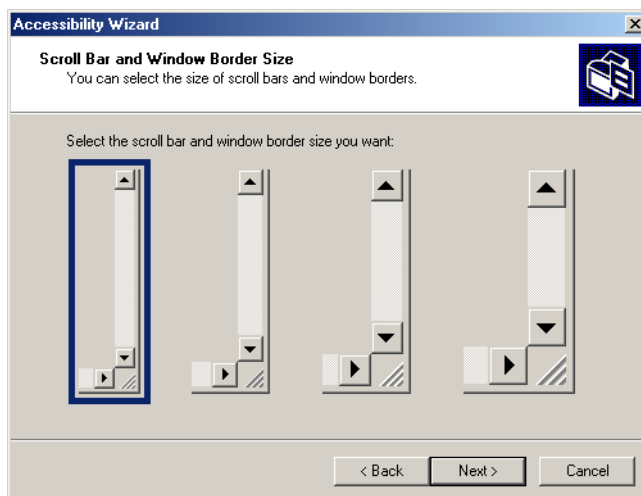 Accessibility Wizard
Scroll Bar and Window Border Size
You can select the size of scroll bars and window borders.
Select the scroll bar and window border size you want:
< Back
Next >
Cancel